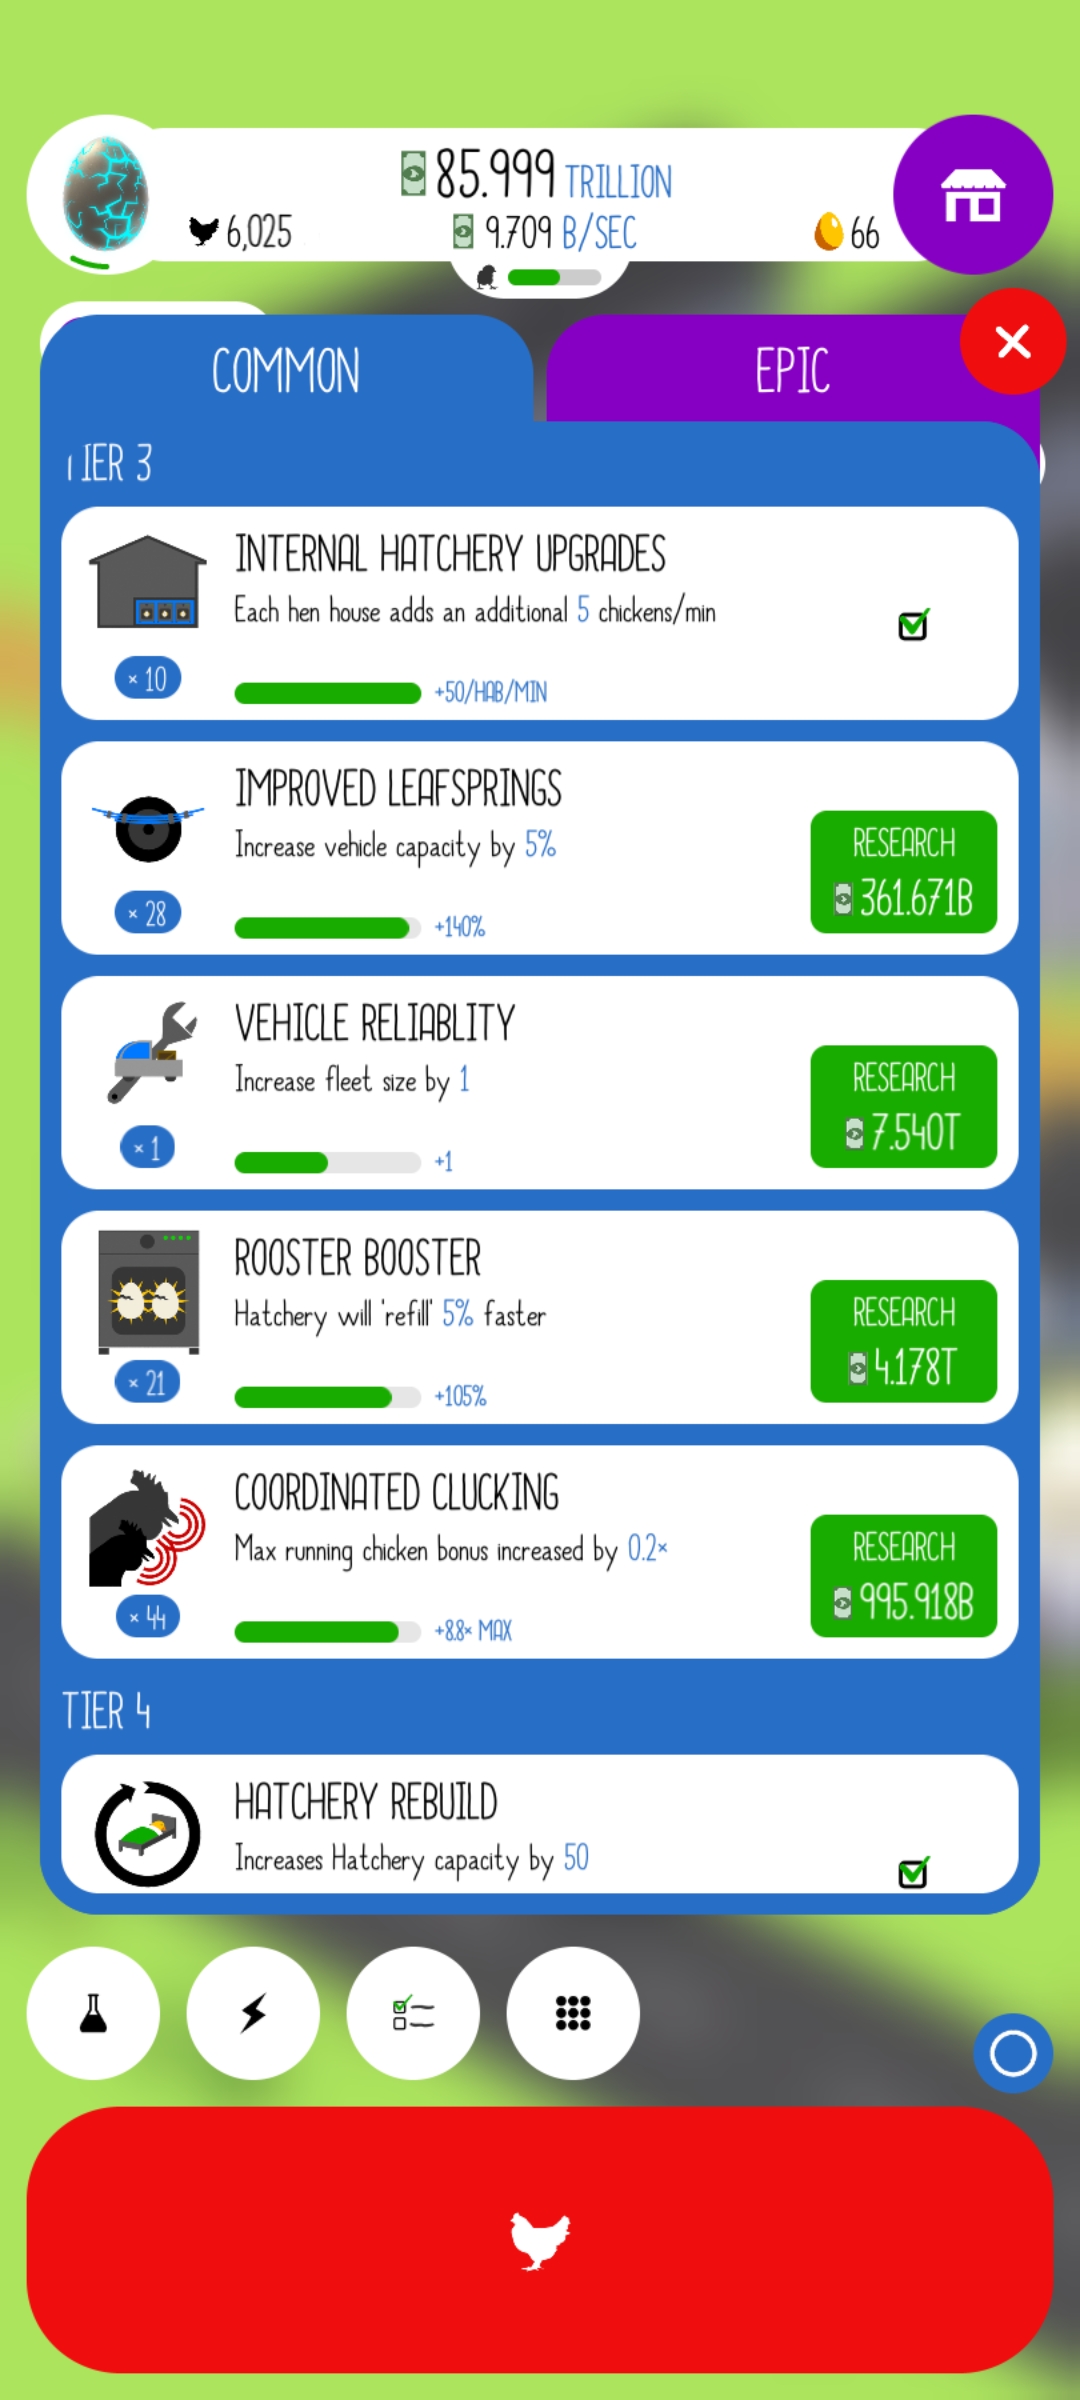 85.999 TRILLION
6,025
9.709 B/SEC
66
COMMON
EPIC
TIER 3
INTERNAL HATCHERY UPGRADES
Each hen house adds an additional 5 chickens/min
× 10
+50/HAB/MIN
IMPROVED LEAFSPRINGS
Increase vehicle capacity by 5%
RESEARCH
361.671B
× 28
+140%
VEHICLE RELIABLITY
Increase fleet size by 1
RESEARCH
7.540T
× 1
+1
ROOSTER BOOSTER
Hatchery will 'refill' 5% faster
RESEARCH
4.178T
× 21
+105%
COORDINATED CLUCKING
Max running chicken bonus increased by 0.2×
RESEARCH
995.918B
× 44
+8.8× MAX
TIER 4
HATCHERY REBUILD
Increases Hatchery capacity by 50